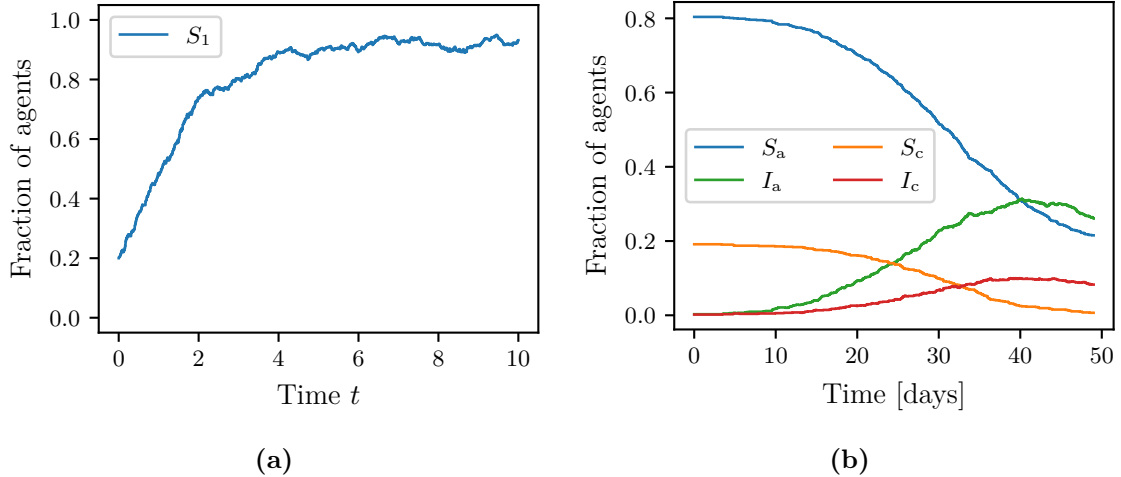 1.0
0.8
0.6
0.4
0.2
0.0
0 2 4 6 8 10
Fraction of agents
Time t
S₁
(a)
0.8
0.6
0.4
0.2
0.0
0 10 20 30 40 50
Fraction of agents
Time [days]
Sₐ S_c
Iₐ I_c
(b)